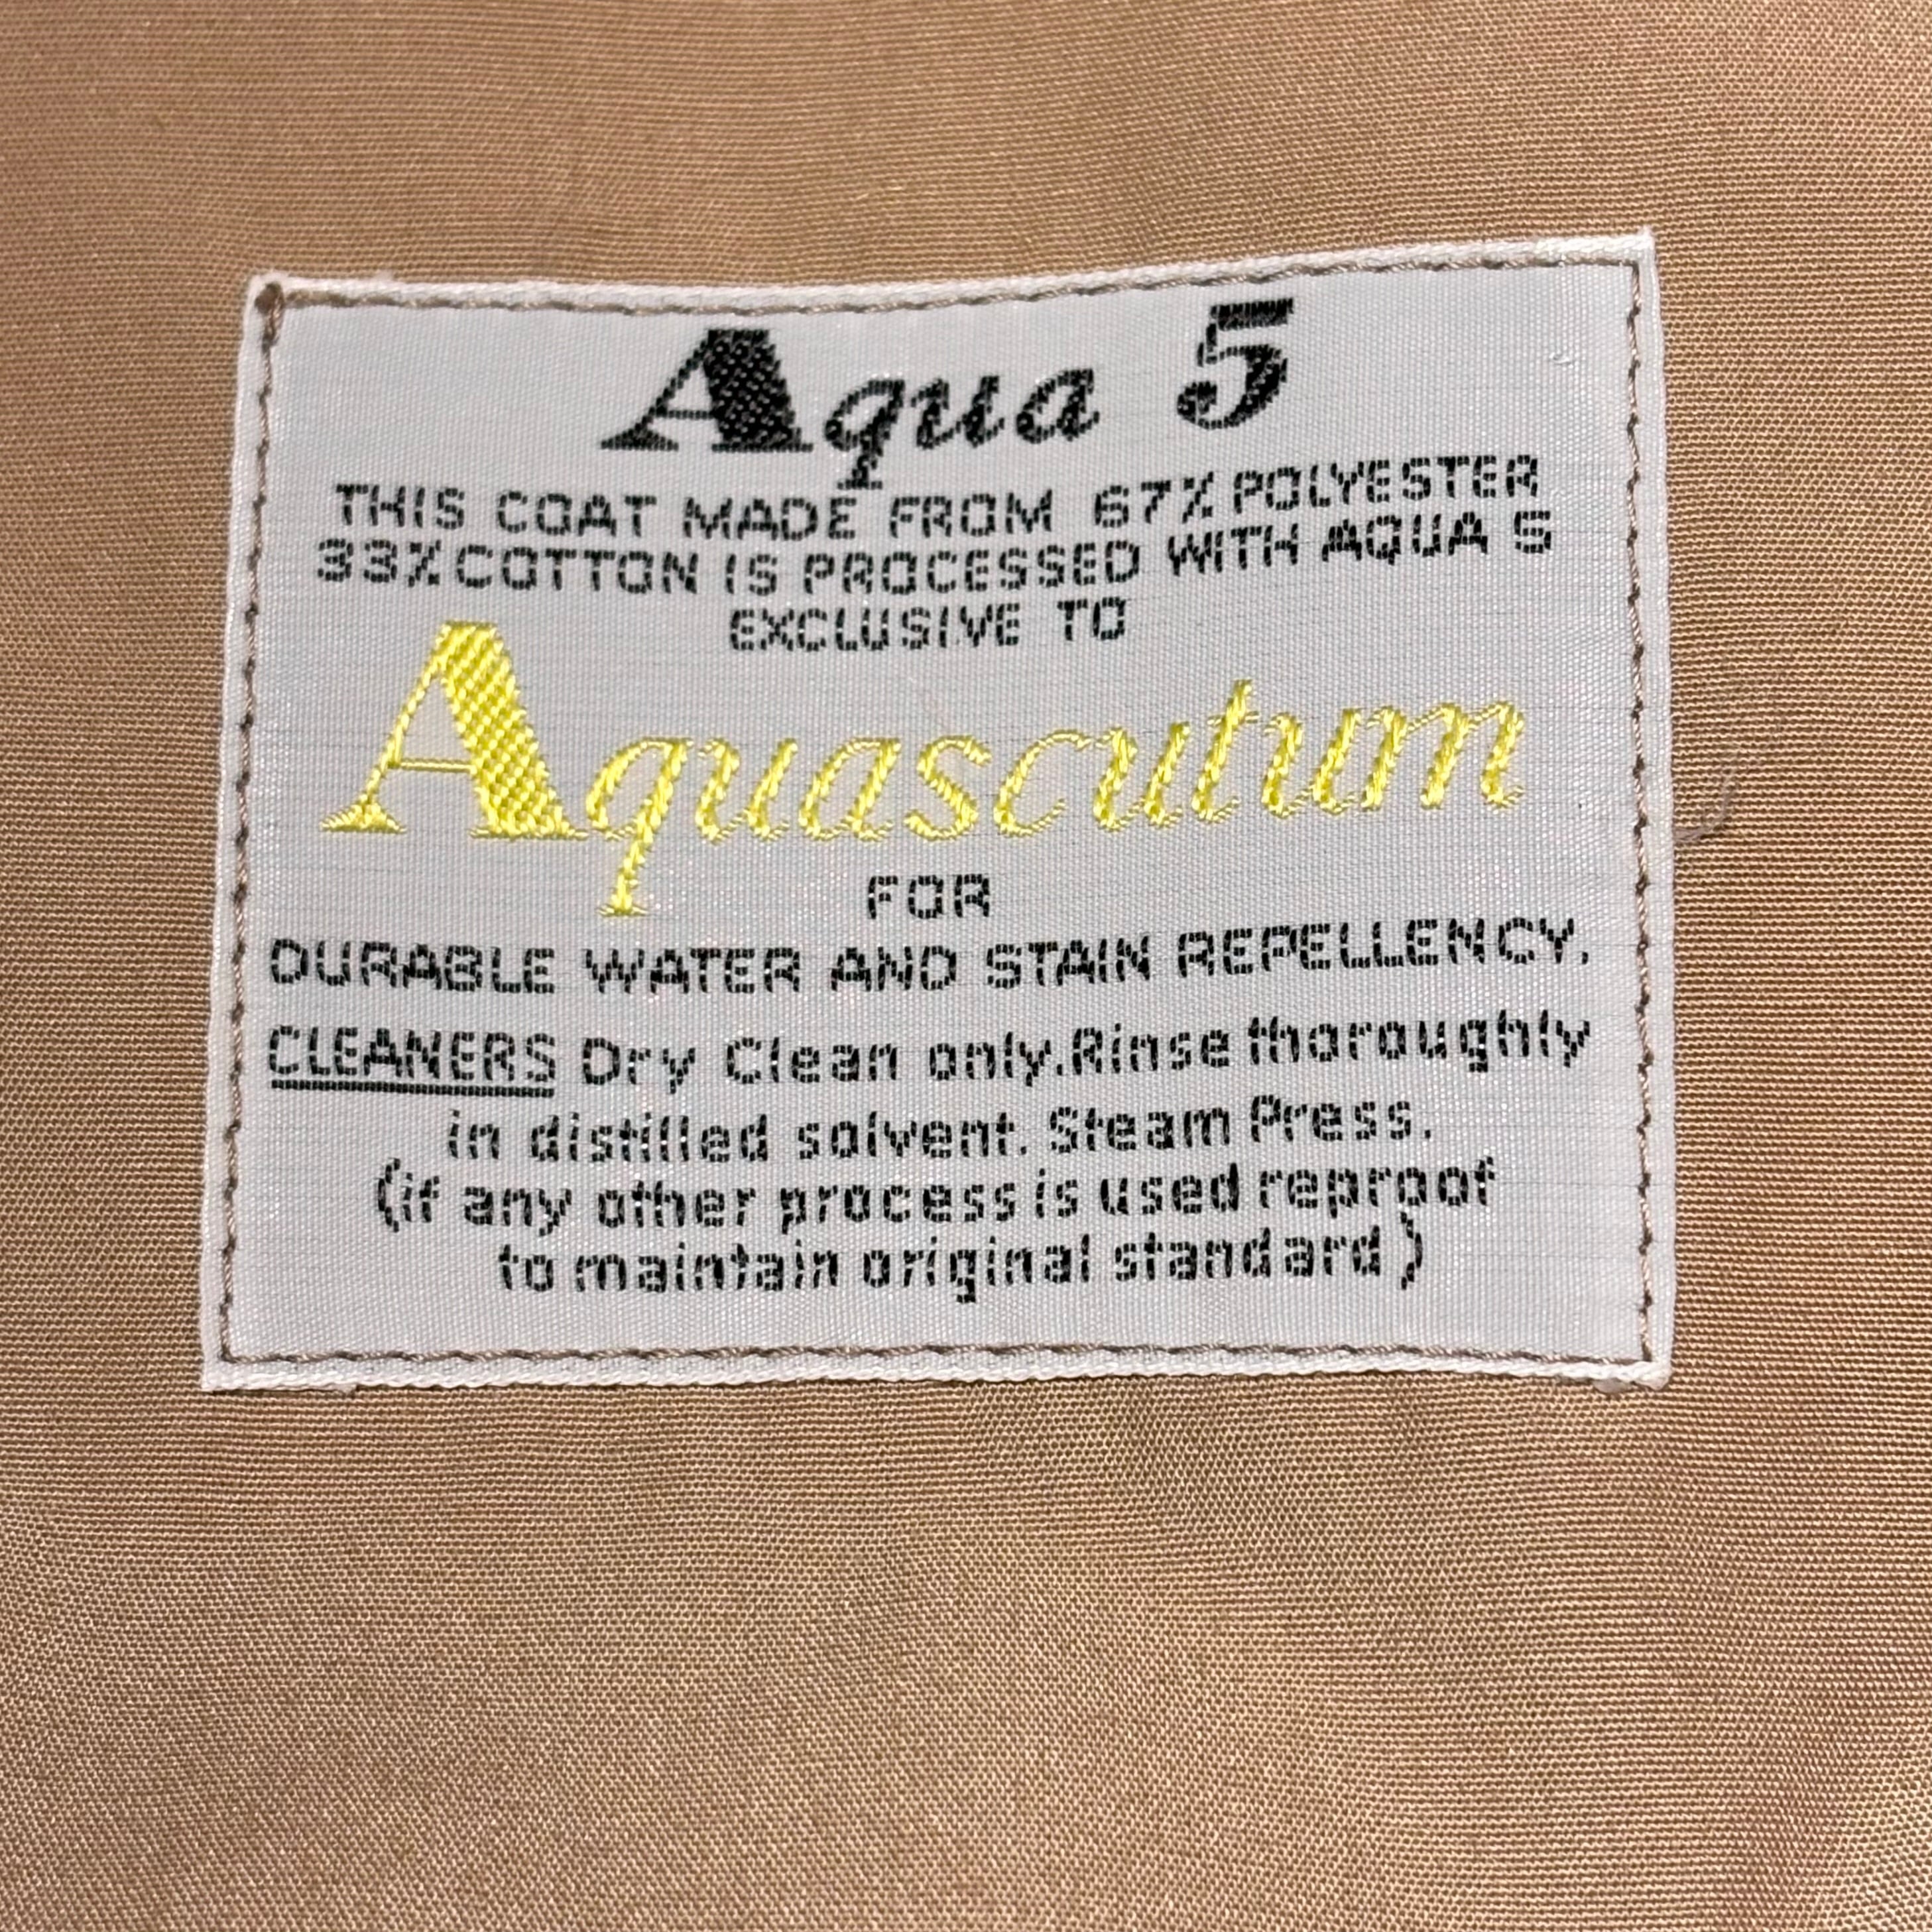 Aqua 5
THIS COAT MADE FROM 67% POLYESTER
33% COTTON IS PROCESSED WITH AQUA 5
EXCLUSIVE TO
Aquascutum
FOR
DURABLE WATER AND STAIN REPELLENCY.
CLEANERS Dry Clean only. Rinse thoroughly
in distilled solvent. Steam Press.
(if any other process is used reproof
to maintain original standard)